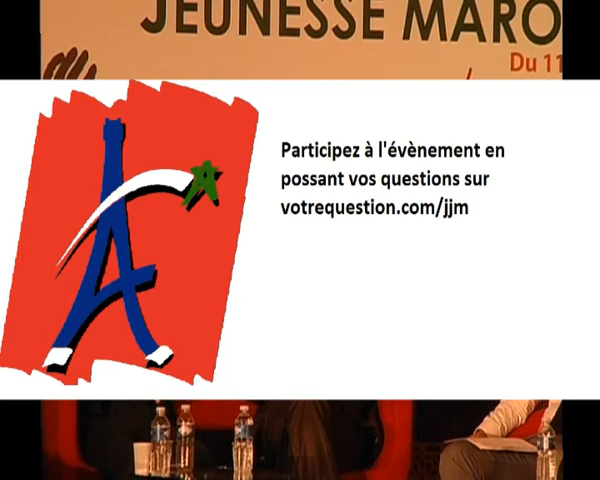 JEUNESSE MARO
Du 11
Participez à l'évènement en
possant vos questions sur
votrequestion.com/jjm